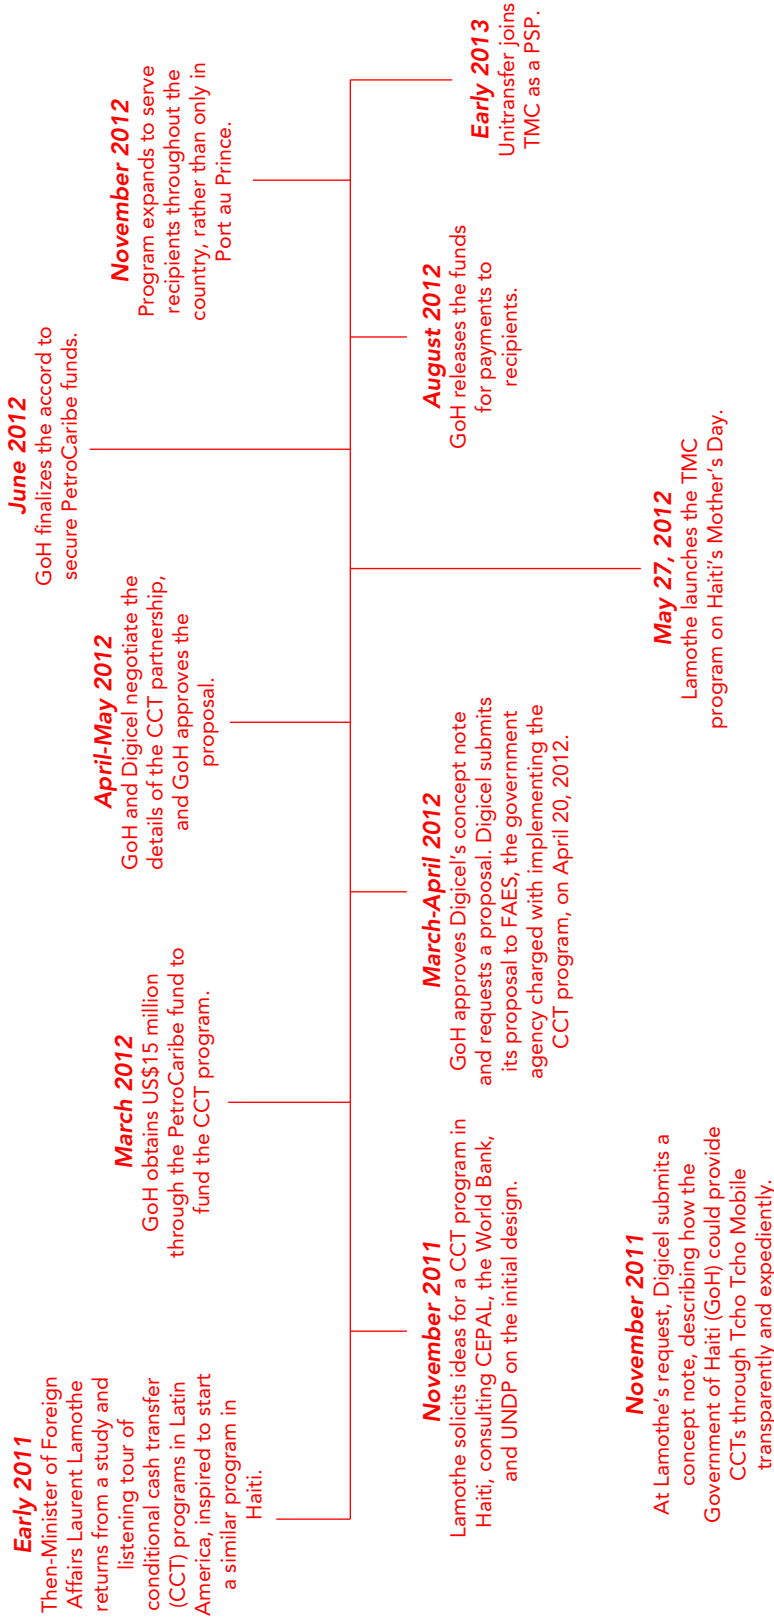 Early 2011
Then-Minister of Foreign
Affairs Laurent Lamothe
returns from a study and
listening tour of
conditional cash transfer
(CCT) programs in Latin
America, inspired to start
a similar program in
Haiti.
November 2011
Lamothe solicits ideas for a CCT program in
Haiti, consulting CEPAL, the World Bank,
and UNDP on the initial design.
November 2011
At Lamothe's request, Digicel submits a
concept note, describing how the
Government of Haiti (GoH) could provide
CCTs through Tcho Tcho Mobile
transparently and expediently.
March 2012
GoH obtains US$15 million
through the PetroCaribe fund to
fund the CCT program.
March-April 2012
GoH approves Digicel's concept note
and requests a proposal. Digicel submits
its proposal to FAES, the government
agency charged with implementing the
CCT program, on April 20, 2012.
April-May 2012
GoH and Digicel negotiate the
details of the CCT partnership,
and GoH approves the
proposal.
May 27, 2012
Lamothe launches the TMC
program on Haiti's Mother's Day.
June 2012
GoH finalizes the accord to
secure PetroCaribe funds.
August 2012
GoH releases the funds
for payments to
recipients.
November 2012
Program expands to serve
recipients throughout the
country, rather than only in
Port au Prince.
Early 2013
Unitransfer joins
TMC as a PSP.